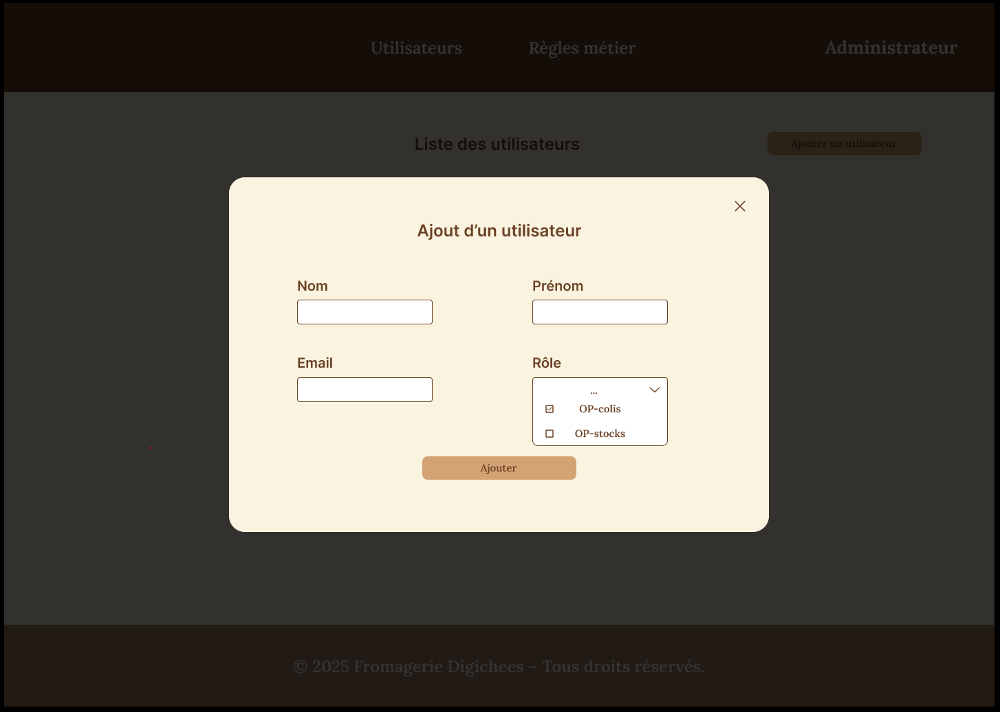 Utilisateurs Règles métier Administrateur
Liste des utilisateurs Ajouter un utilisateur
Ajout d’un utilisateur
Nom Prénom
Email Rôle
...
OP-colis
OP-stocks
Ajouter
© 2025 Fromagerie Digichees – Tous droits réservés.